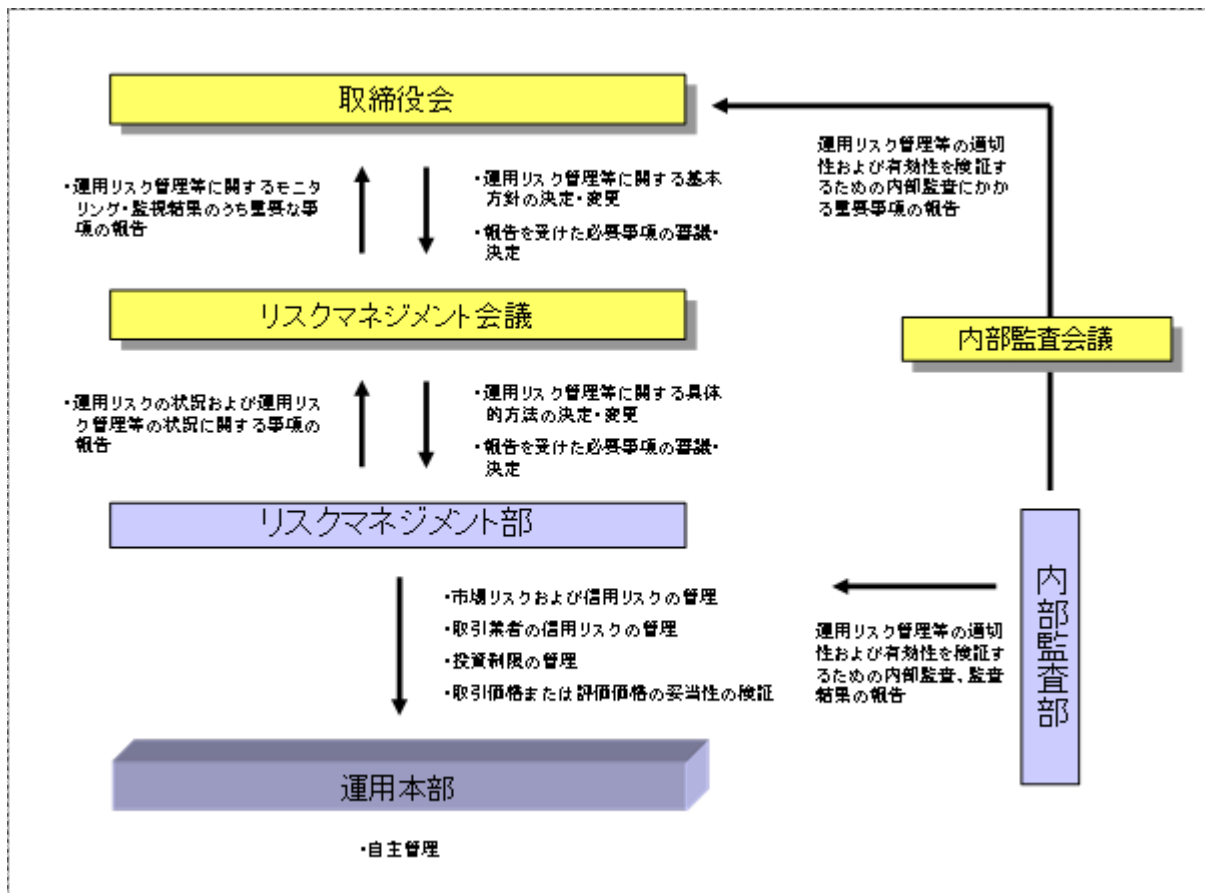 取締役会
・運用リスク管理等に関するモニ
タリング・監視結果のうち重要な事
項の報告
・運用リスク管理等に関する基本
方針の決定・変更
・報告を受けた必要事項の審議・
決定
運用リスク管理等の適切
性および有効性を検証す
るための内部監査にかか
る重要事項の報告
リスクマネジメント会議
内部監査会議
・運用リスクの状況および運用リス
ク管理等の状況に関する事項の
報告
・運用リスク管理等に関する具体
的方法の決定・変更
・報告を受けた必要事項の審議・
決定
リスクマネジメント部
内部監査部
・市場リスクおよび信用リスクの管理
・取引業者の信用リスクの管理
・投資制限の管理
・取引価格または評価価格の妥当性の検証
運用リスク管理等の適切
性および有効性を検証す
るための内部監査、監査
結果の報告
運用本部
・自主管理